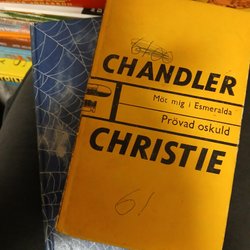 CHANDLER
Möt mig i Esmeralda
Prövad oskuld
CHRISTIE
61